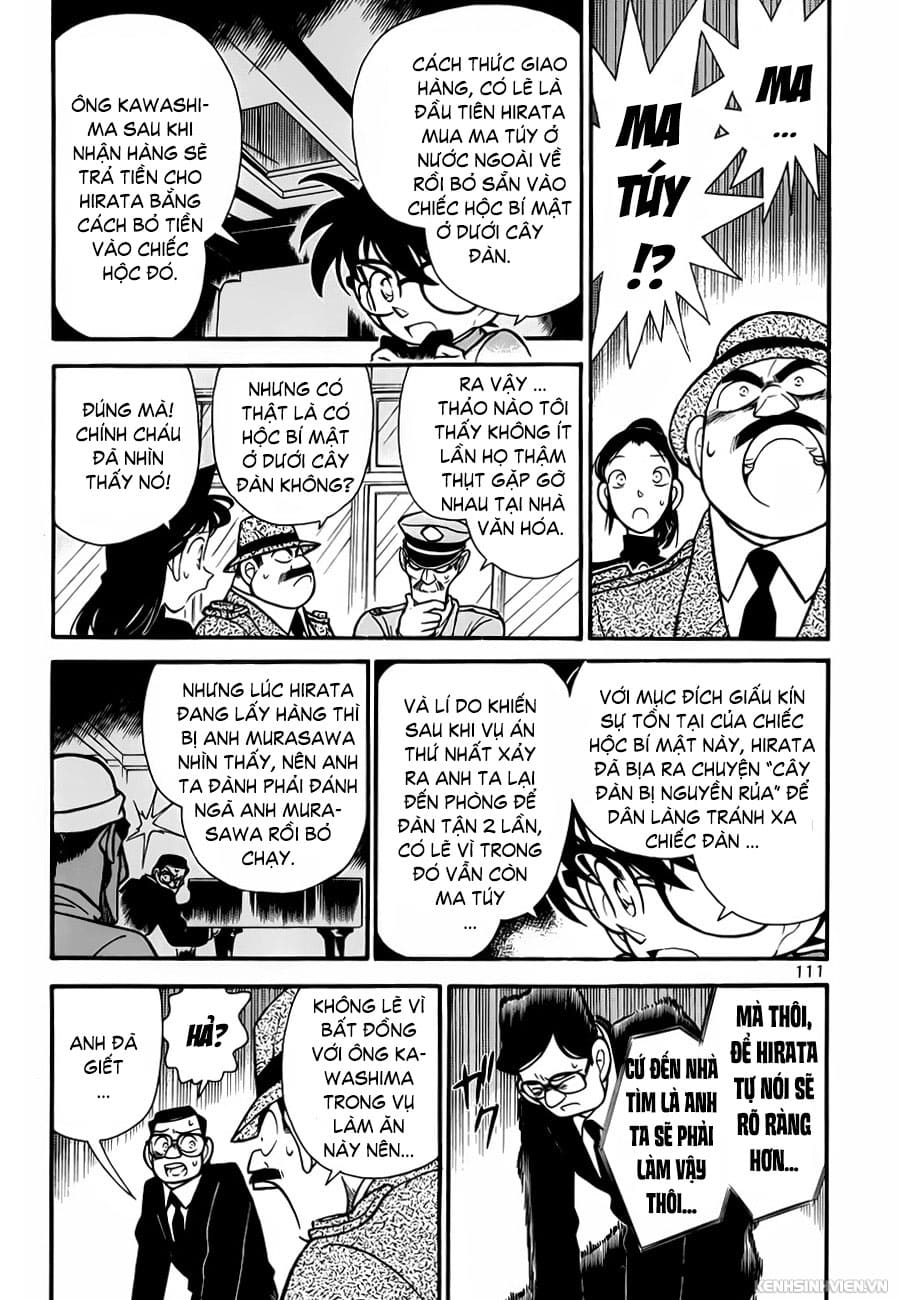 MA
...
MA
TÚY
!?
CÁCH THỨC GIAO
HÀNG, CÓ LẼ LÀ
ĐẦU TIÊN HIRATA
MUA MA TÚY Ở
NƯỚC NGOÀI VỀ
RỒI BỎ SẴN VÀO
CHIẾC HỘC BÍ MẬT
Ở DƯỚI CÂY
ĐÀN.
ÔNG KAWASHI-
MA SAU KHI
NHẬN HÀNG SẼ
TRẢ TIỀN CHO
HIRATA BẰNG
CÁCH BỎ TIỀN
VÀO CHIẾC
HỘC ĐÓ.
RA VẬY ...
THẢO NÀO TÔI
THẤY KHÔNG ÍT
LẦN HỌ THẬM
THỤT GẶP GỠ
NHAU TẠI NHÀ
VĂN HÓA.
NHƯNG CÓ
THẬT LÀ CÓ
HỘC BÍ MẬT
Ở DƯỚI CÂY
ĐÀN KHÔNG?
ĐÚNG MÀ!
CHÍNH CHÁU
ĐÃ NHÌN
THẤY NÓ!
VỚI MỤC ĐÍCH GIẤU KÍN
SỰ TỒN TẠI CỦA CHIẾC
HỘC BÍ MẬT NÀY, HIRATA
ĐÃ BỊA RA CHUYỆN “CÂY
ĐÀN BỊ NGUYỀN RỦA” ĐỂ
DÂN LÀNG TRÁNH XA
CHIẾC ĐÀN ...
VÀ LÍ DO KHIẾN
SAU KHI VỤ ÁN
THỨ NHẤT XẢY
RA ANH TA LẠI
ĐẾN PHÒNG ĐỂ
ĐÀN TẬN 2 LẦN,
CÓ LẼ VÌ TRONG
ĐÓ VẪN CÒN
MA TÚY
...
NHƯNG LÚC HIRATA
ĐANG LẤY HÀNG THÌ
BỊ ANH MURASAWA
NHÌN THẤY, NÊN ANH
TA ĐÀNH PHẢI ĐÁNH
NGÃ ANH MURA-
SAWA RỒI BỎ
CHẠY.
111
MÀ THÔI,
ĐỂ HIRATA
TỰ NÓI SẼ
RÕ RÀNG
HƠN...
CỨ ĐẾN NHÀ
TÌM LÀ ANH
TA SẼ PHẢI
LÀM VẬY
THÔI...
KHÔNG LẼ VÌ
BẤT ĐỒNG
VỚI ÔNG KA-
WASHIMA
TRONG VỤ
LÀM ĂN
NÀY NÊN...
HẢ?
ANH ĐÃ
GIẾT
...
KENHSINHVIEN.VN